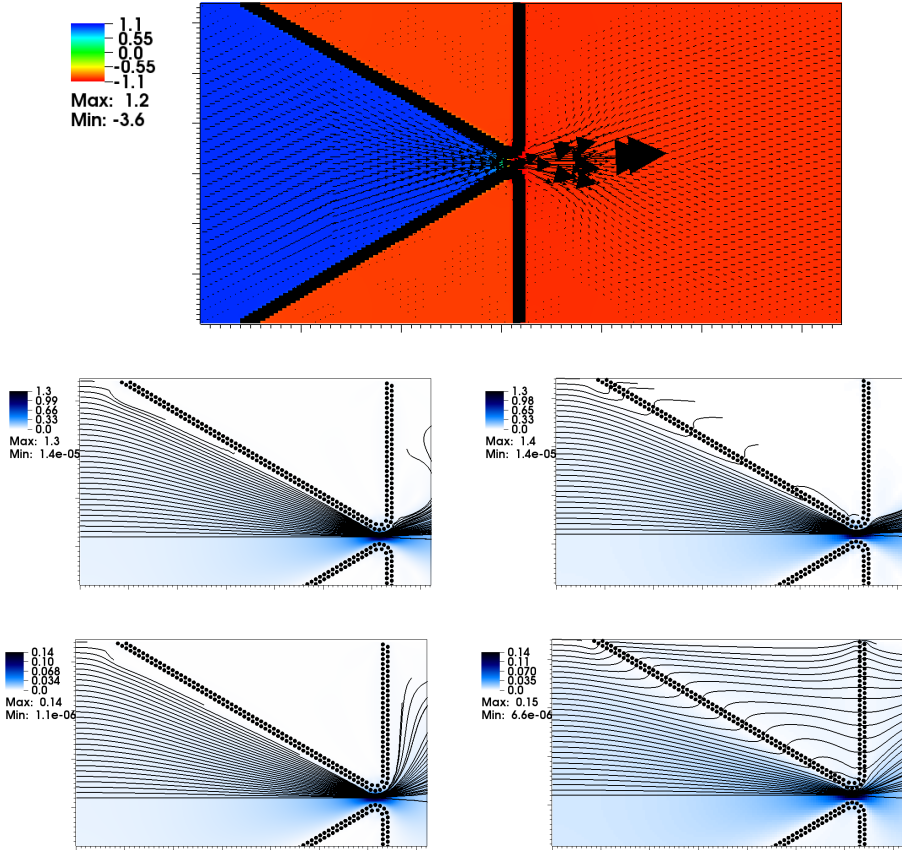 1.1
0.55
0.0
-0.55
-1.1
Max: 1.2
Min: -3.6
1.3
0.99
0.66
0.33
0.0
Max: 1.3
Min: 1.4e-05
1.3
0.98
0.65
0.33
0.0
Max: 1.4
Min: 1.4e-05
0.14
0.10
0.068
0.034
0.0
Max: 0.14
Min: 1.1e-06
0.14
0.11
0.070
0.035
0.0
Max: 0.15
Min: 6.6e-06